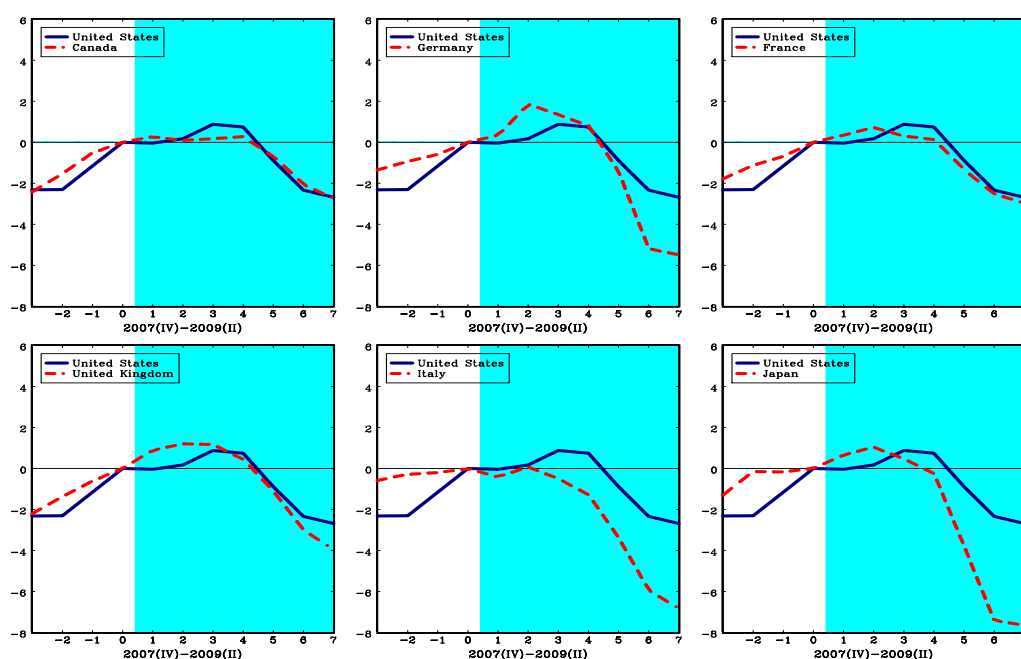 6
4
2
0
-2
-4
-6
-8
United States
Canada
-2 -1 0 1 2 3 4 5 6 7
2007(IV)-2009(II)
6
4
2
0
-2
-4
-6
-8
United States
Germany
-2 -1 0 1 2 3 4 5 6 7
2007(IV)-2009(II)
6
4
2
0
-2
-4
-6
-8
United States
France
-2 -1 0 1 2 3 4 5 6
2007(IV)-2009(II)
6
4
2
0
-2
-4
-6
-8
United States
United Kingdom
-2 -1 0 1 2 3 4 5 6 7
2007(IV)-2009(II)
6
4
2
0
-2
-4
-6
-8
United States
Italy
-2 -1 0 1 2 3 4 5 6 7
2007(IV)-2009(II)
6
4
2
0
-2
-4
-6
-8
United States
Japan
-2 -1 0 1 2 3 4 5 6
2007(IV)-2009(II)